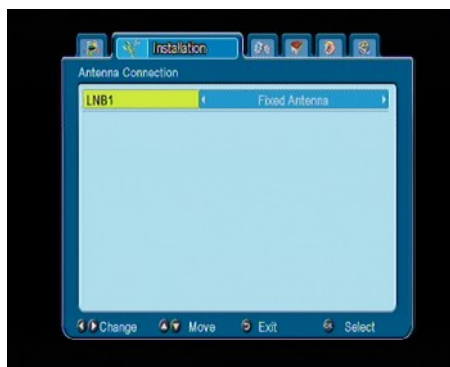 Installation
Antenna Connection
LNB1 Fixed Antenna
Change Move Exit Select